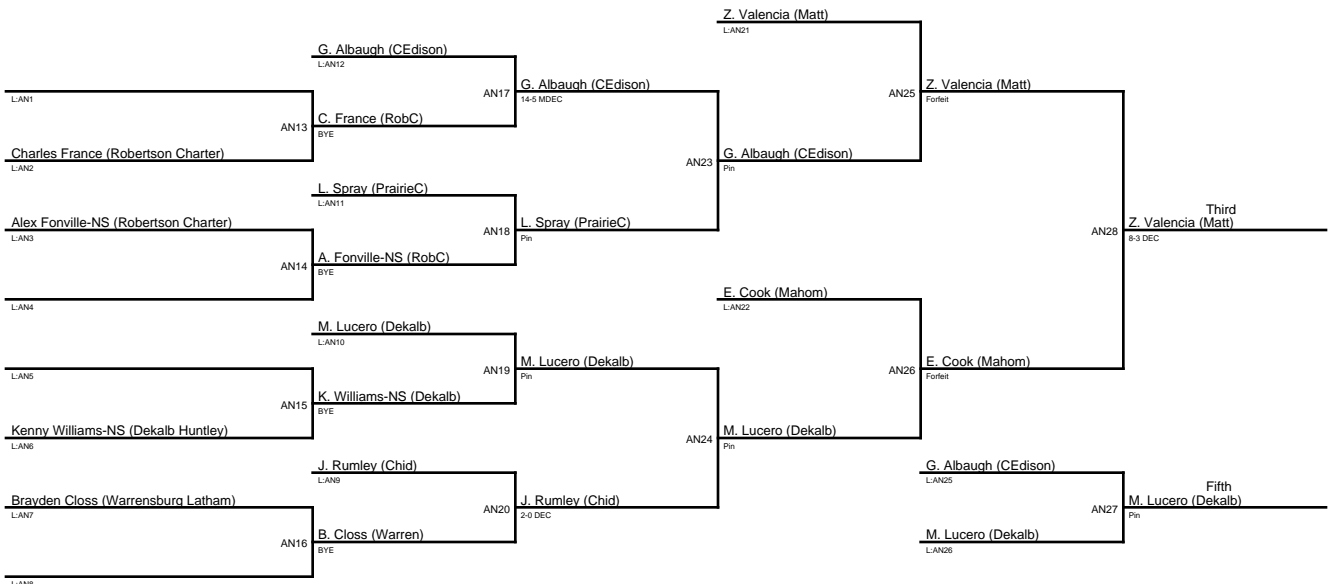 Z. Valencia (Matt)
L:AN21
G. Albaugh (CEdison)
L:AN12
AN17
G. Albaugh (CEdison)
14-5 MDEC
AN25
Z. Valencia (Matt)
Forfeit
L:AN1
AN13
C. France (RobC)
BYE
Charles France (Robertson Charter)
L:AN2
AN23
G. Albaugh (CEdison)
Pin
L. Spray (PrairieC)
L:AN11
Alex Fonville-NS (Robertson Charter)
L:AN3
AN18
L. Spray (PrairieC)
Pin
AN28
Third
Z. Valencia (Matt)
8-3 DEC
AN14
A. Fonville-NS (RobC)
BYE
L:AN4
E. Cook (Mahom)
L:AN22
M. Lucero (Dekalb)
L:AN10
L:AN5
AN19
M. Lucero (Dekalb)
Pin
AN26
E. Cook (Mahom)
Forfeit
AN15
K. Williams-NS (Dekalb)
BYE
Kenny Williams-NS (Dekalb Huntley)
L:AN6
AN24
M. Lucero (Dekalb)
Pin
J. Rumley (Chid)
L:AN9
G. Albaugh (CEdison)
L:AN25
Brayden Closs (Warrensburg Latham)
L:AN7
AN20
J. Rumley (Chid)
2-0 DEC
AN27
Fifth
M. Lucero (Dekalb)
Pin
AN16
B. Closs (Warren)
BYE
M. Lucero (Dekalb)
L:AN26
L:AN8